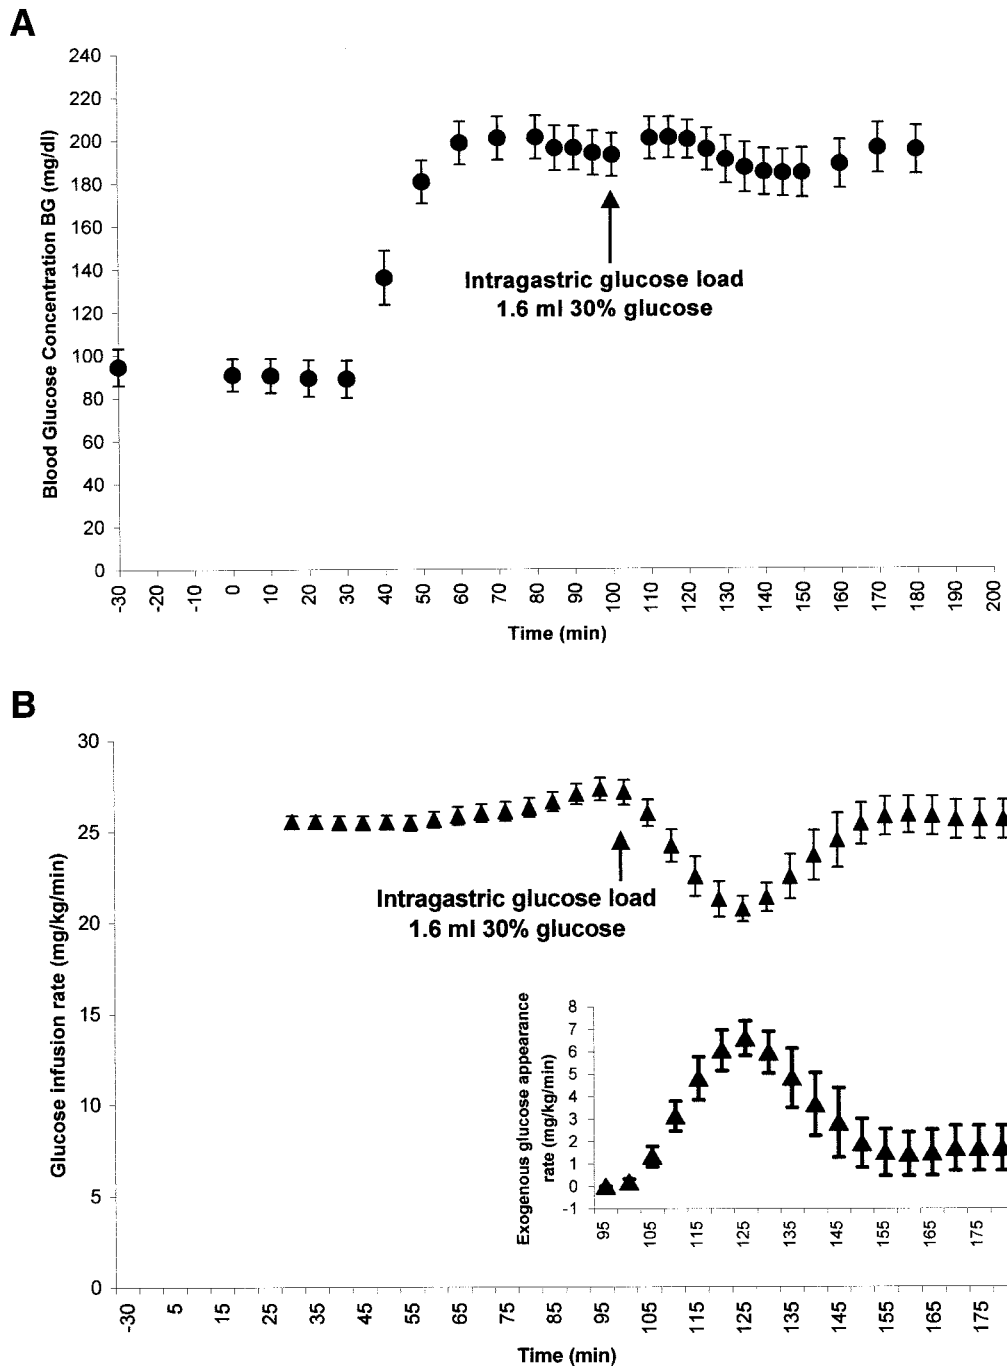 A
240
220
200
180
160
140
120
100
80
60
40
20
0
Blood Glucose Concentration BG (mg/dl)
Intragastric glucose load
1.6 ml 30% glucose
-30 -20 -10 0 10 20 30 40 50 60 70 80 90 100 110 120 130 140 150 160 170 180 190 200
Time (min)
B
30
25
20
15
10
5
0
Glucose infusion rate (mg/kg/min)
Intragastric glucose load
1.6 ml 30% glucose
Exogenous glucose appearance
rate (mg/kg/min)
8
7
6
5
4
3
2
1
0
-1
95 105 115 125 135 145 155 165 175
-30 5 15 25 35 45 55 65 75 85 95 105 115 125 135 145 155 165 175
Time (min)